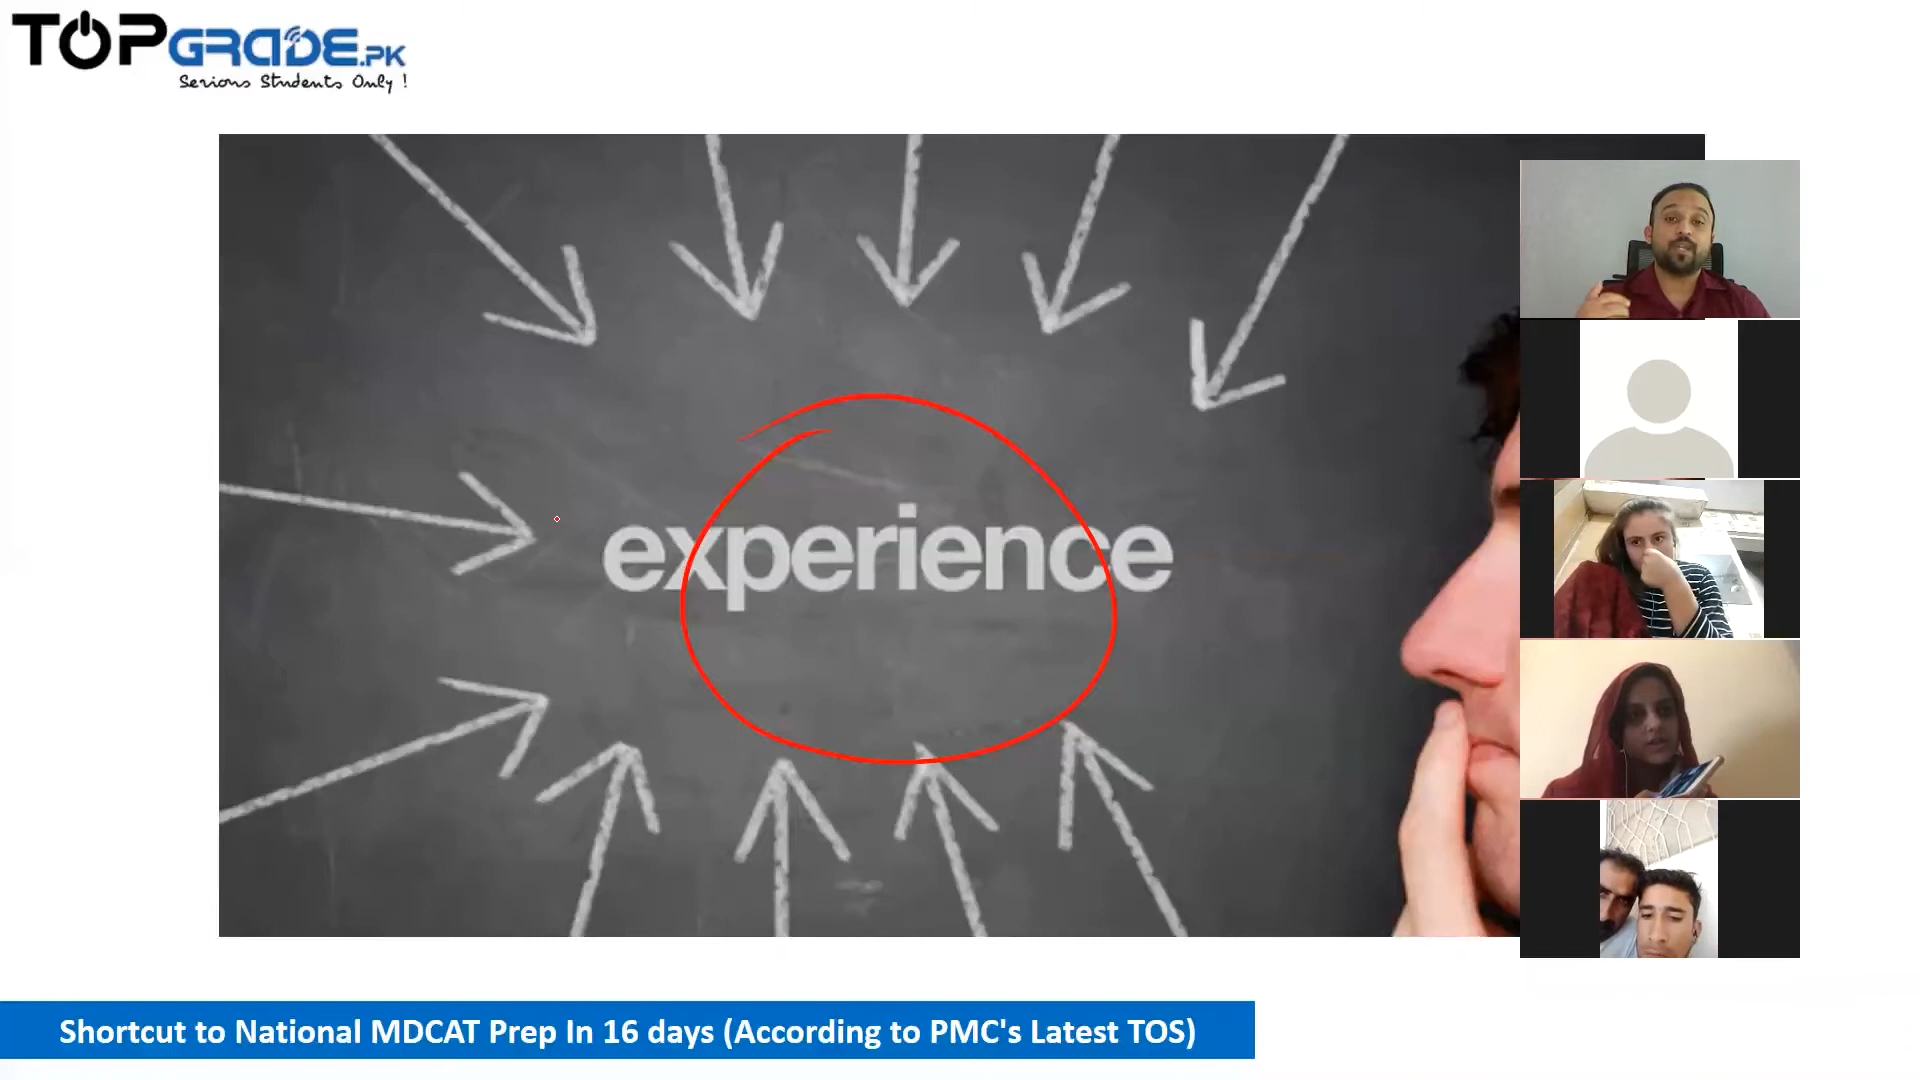 TOPGRADE.PK
Serious Students Only !
experience
Shortcut to National MDCAT Prep In 16 days (According to PMC's Latest TOS)